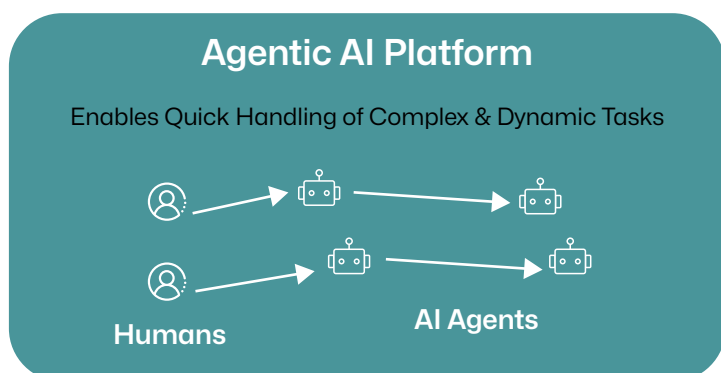 Agentic AI Platform
Enables Quick Handling of Complex & Dynamic Tasks
AI Agents
Humans